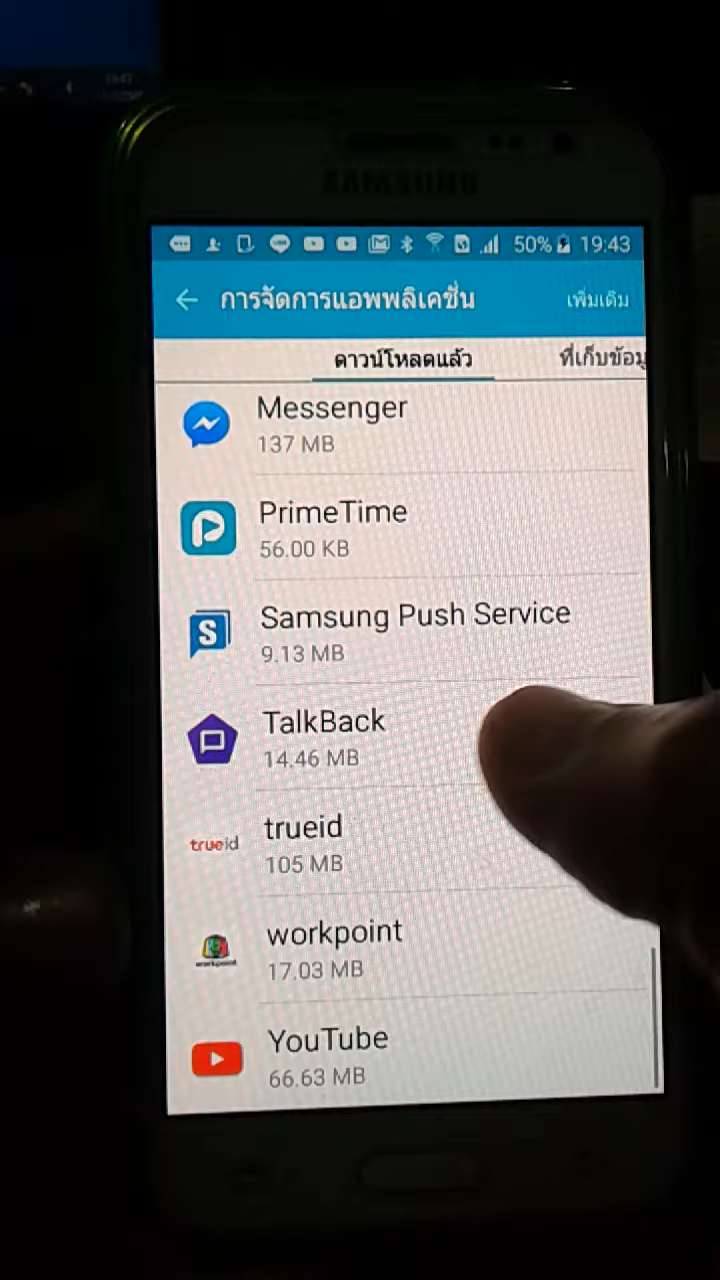 SAMSUNG
50% 19:43
การจัดการแอพพลิเคชั่น เพิ่มเติม
ดาวน์โหลดแล้ว ที่เก็บข้อมู
Messenger
137 MB
PrimeTime
56.00 KB
Samsung Push Service
9.13 MB
TalkBack
14.46 MB
trueid
trueid
105 MB
workpoint
workpoint
17.03 MB
YouTube
66.63 MB